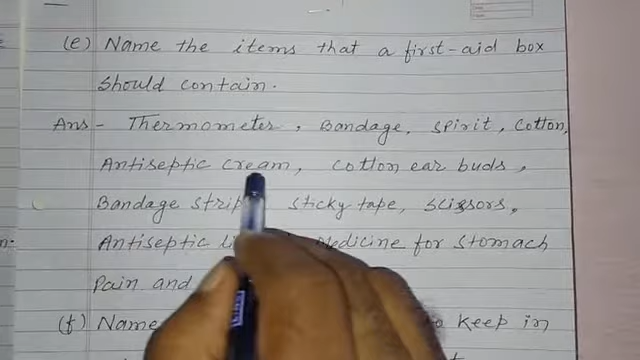 (e) Name the items that a first-aid box
should contain.
Ans- Thermometer, Bandage, spirit, cotton,
Antiseptic cream, cotton ear buds,
Bandage strip sticky tape, scissors,
Antiseptic Medicine for stomach
Pain and
(f) Name keep in